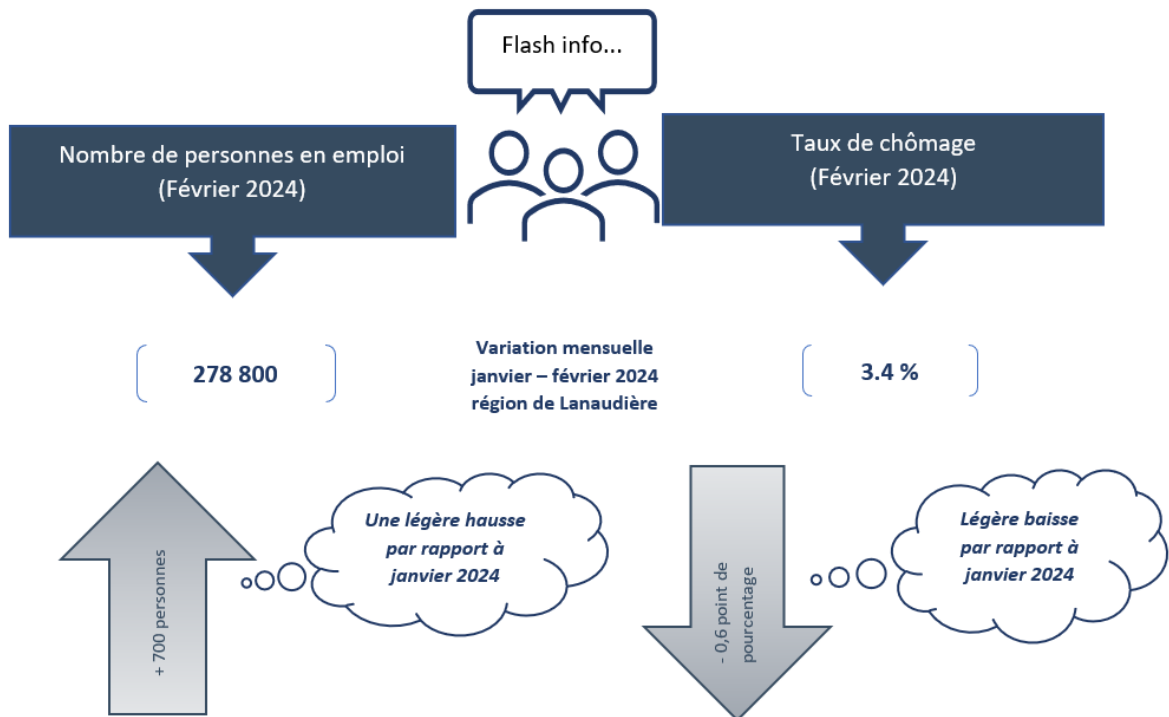 Flash info...
Nombre de personnes en emploi
(Février 2024)
Taux de chômage
(Février 2024)
278 800
Variation mensuelle
janvier – février 2024
région de Lanaudière
3.4 %
+ 700 personnes
Une légère hausse
par rapport à
janvier 2024
- 0,6 point de
pourcentage
Légère baisse
par rapport à
janvier 2024